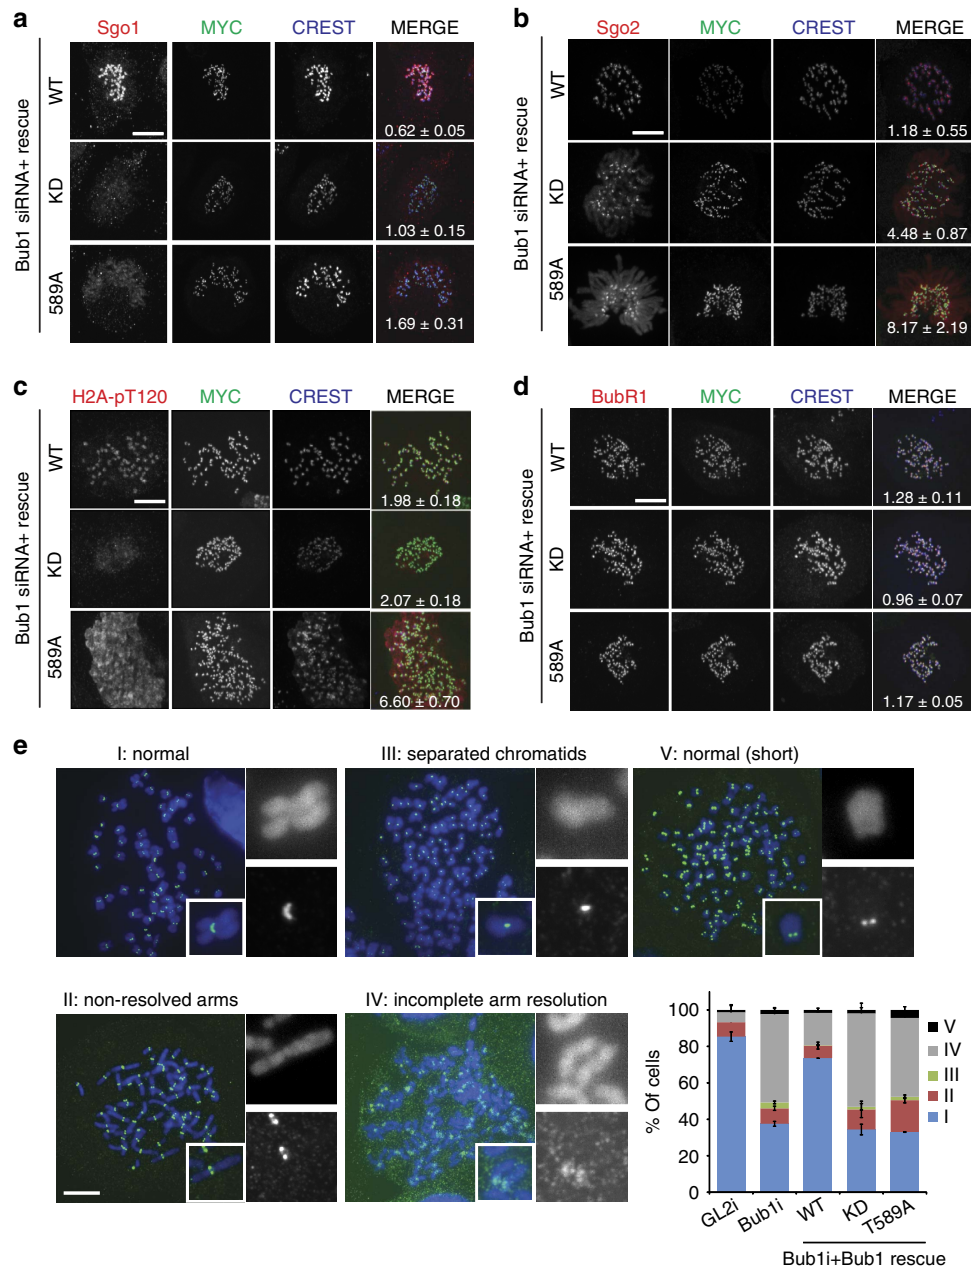 a
Sgo1 MYC CREST MERGE
Bub1 siRNA+ rescue
WT
0.62 ± 0.05
KD
1.03 ± 0.15
589A
1.69 ± 0.31
b
Sgo2 MYC CREST MERGE
Bub1 siRNA+ rescue
WT
1.18 ± 0.55
KD
4.48 ± 0.87
589A
8.17 ± 2.19
c
H2A-pT120 MYC CREST MERGE
Bub1 siRNA+ rescue
WT
1.98 ± 0.18
KD
2.07 ± 0.18
589A
6.60 ± 0.70
d
BubR1 MYC CREST MERGE
Bub1 siRNA+ rescue
WT
1.28 ± 0.11
KD
0.96 ± 0.07
589A
1.17 ± 0.05
e
I: normal
III: separated chromatids
V: normal (short)
II: non-resolved arms
IV: incomplete arm resolution
% Of cells
100
80
60
40
20
0
V
IV
III
II
I
GL2i
Bub1i
WT
KD
T589A
Bub1i+Bub1 rescue